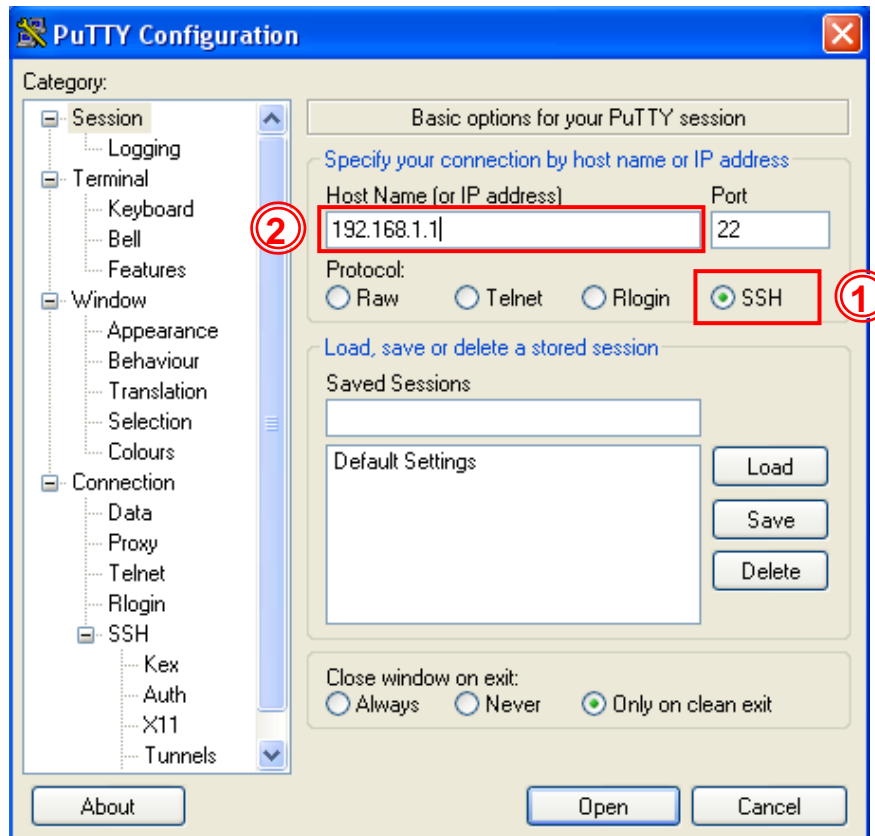 PuTTY Configuration
Category:
Session
Logging
Terminal
Keyboard
Bell
Features
Window
Appearance
Behaviour
Translation
Selection
Colours
Connection
Data
Proxy
Telnet
Rlogin
SSH
Kex
Auth
X11
Tunnels
Basic options for your PuTTY session
Specify your connection by host name or IP address
Host Name (or IP address) Port
② 192.168.1.1 22
Protocol:
Raw Telnet Rlogin SSH ①
Load, save or delete a stored session
Saved Sessions
Default Settings
Load
Save
Delete
Close window on exit:
Always Never Only on clean exit
About Open Cancel